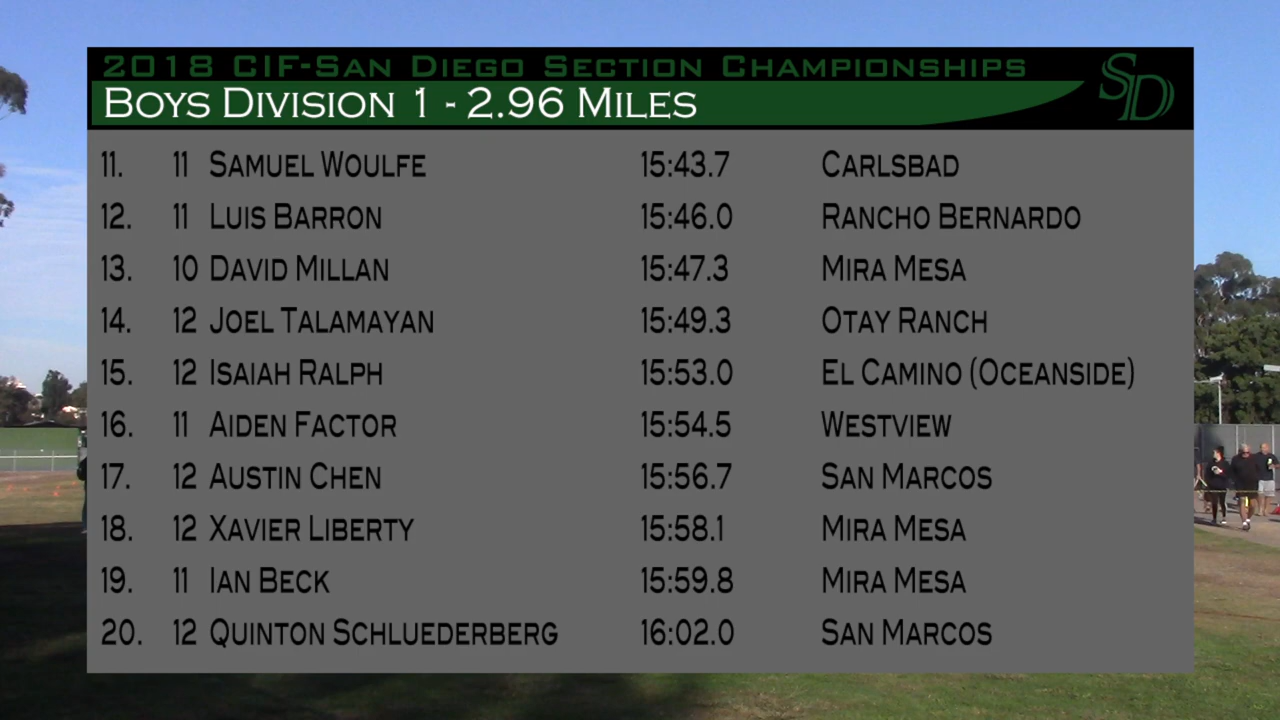 2018 CIF-San Diego Section Championships
SD
Boys Division 1 - 2.96 Miles
11. 11 Samuel Woulfe 15:43.7 Carlsbad
12. 11 Luis Barron 15:46.0 Rancho Bernardo
13. 10 David Millan 15:47.3 Mira Mesa
14. 12 Joel Talamayan 15:49.3 Otay Ranch
15. 12 Isaiah Ralph 15:53.0 El Camino (Oceanside)
16. 11 Aiden Factor 15:54.5 Westview
17. 12 Austin Chen 15:56.7 San Marcos
18. 12 Xavier Liberty 15:58.1 Mira Mesa
19. 11 Ian Beck 15:59.8 Mira Mesa
20. 12 Quinton Schluederberg 16:02.0 San Marcos